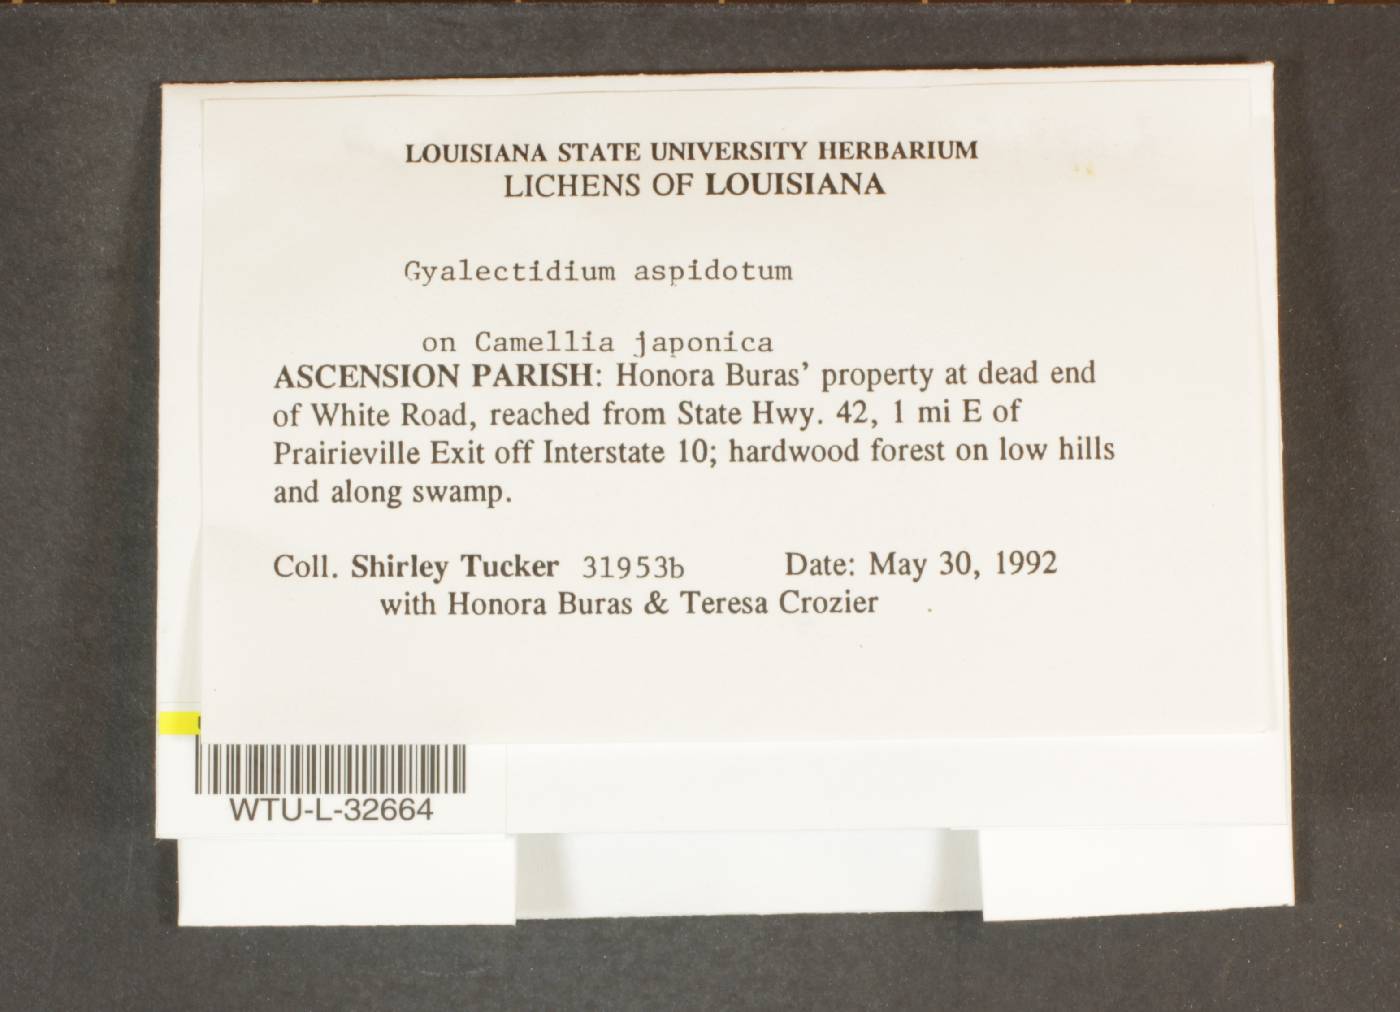 LOUISIANA STATE UNIVERSITY HERBARIUM
LICHENS OF LOUISIANA
Gyalectidium aspidotum
on Camellia japonica
ASCENSION PARISH: Honora Buras' property at dead end
of White Road, reached from State Hwy. 42, 1 mi E of
Prairieville Exit off Interstate 10; hardwood forest on low hills
and along swamp.
Coll. Shirley Tucker 31953b Date: May 30, 1992
with Honora Buras & Teresa Crozier
WTU-L-32664